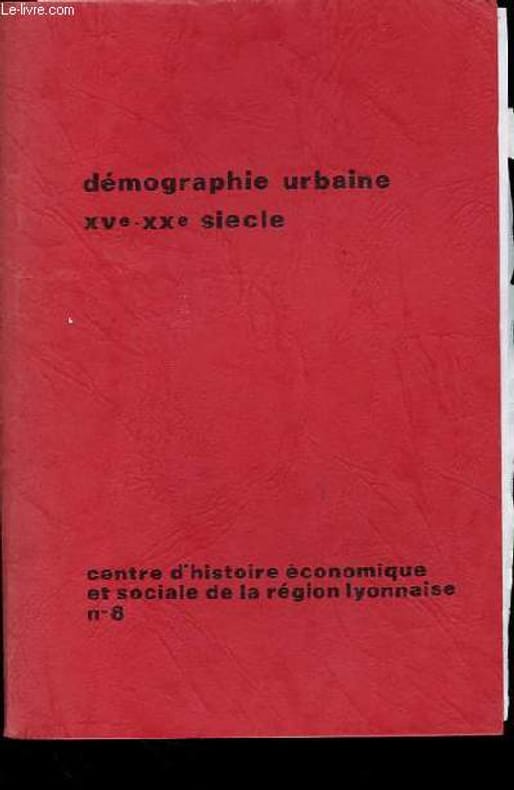 Le-livre.com
démographie urbaine
XVe-XXe siecle
centre d'histoire économique
et sociale de la région lyonnaise
n° 8